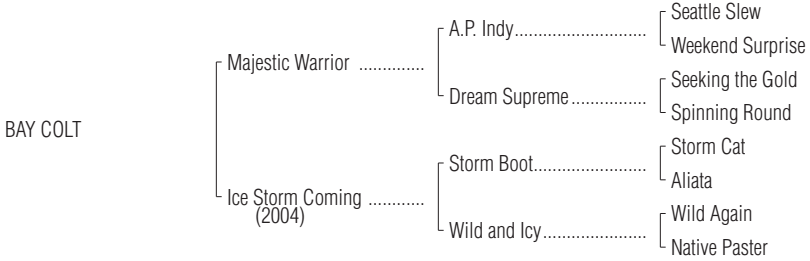 Seattle Slew
A.P. Indy..........................
Weekend Surprise
Majestic Warrior ..............
Seeking the Gold
Dream Supreme...............
Spinning Round
BAY COLT
Storm Cat
Storm Boot......................
Aliata
Ice Storm Coming ............
(2004)
Wild Again
Wild and Icy.....................
Native Paster